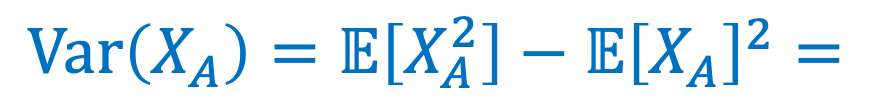 Var(X_A) = 𝔼[X_A^2] − 𝔼[X_A]^2 =